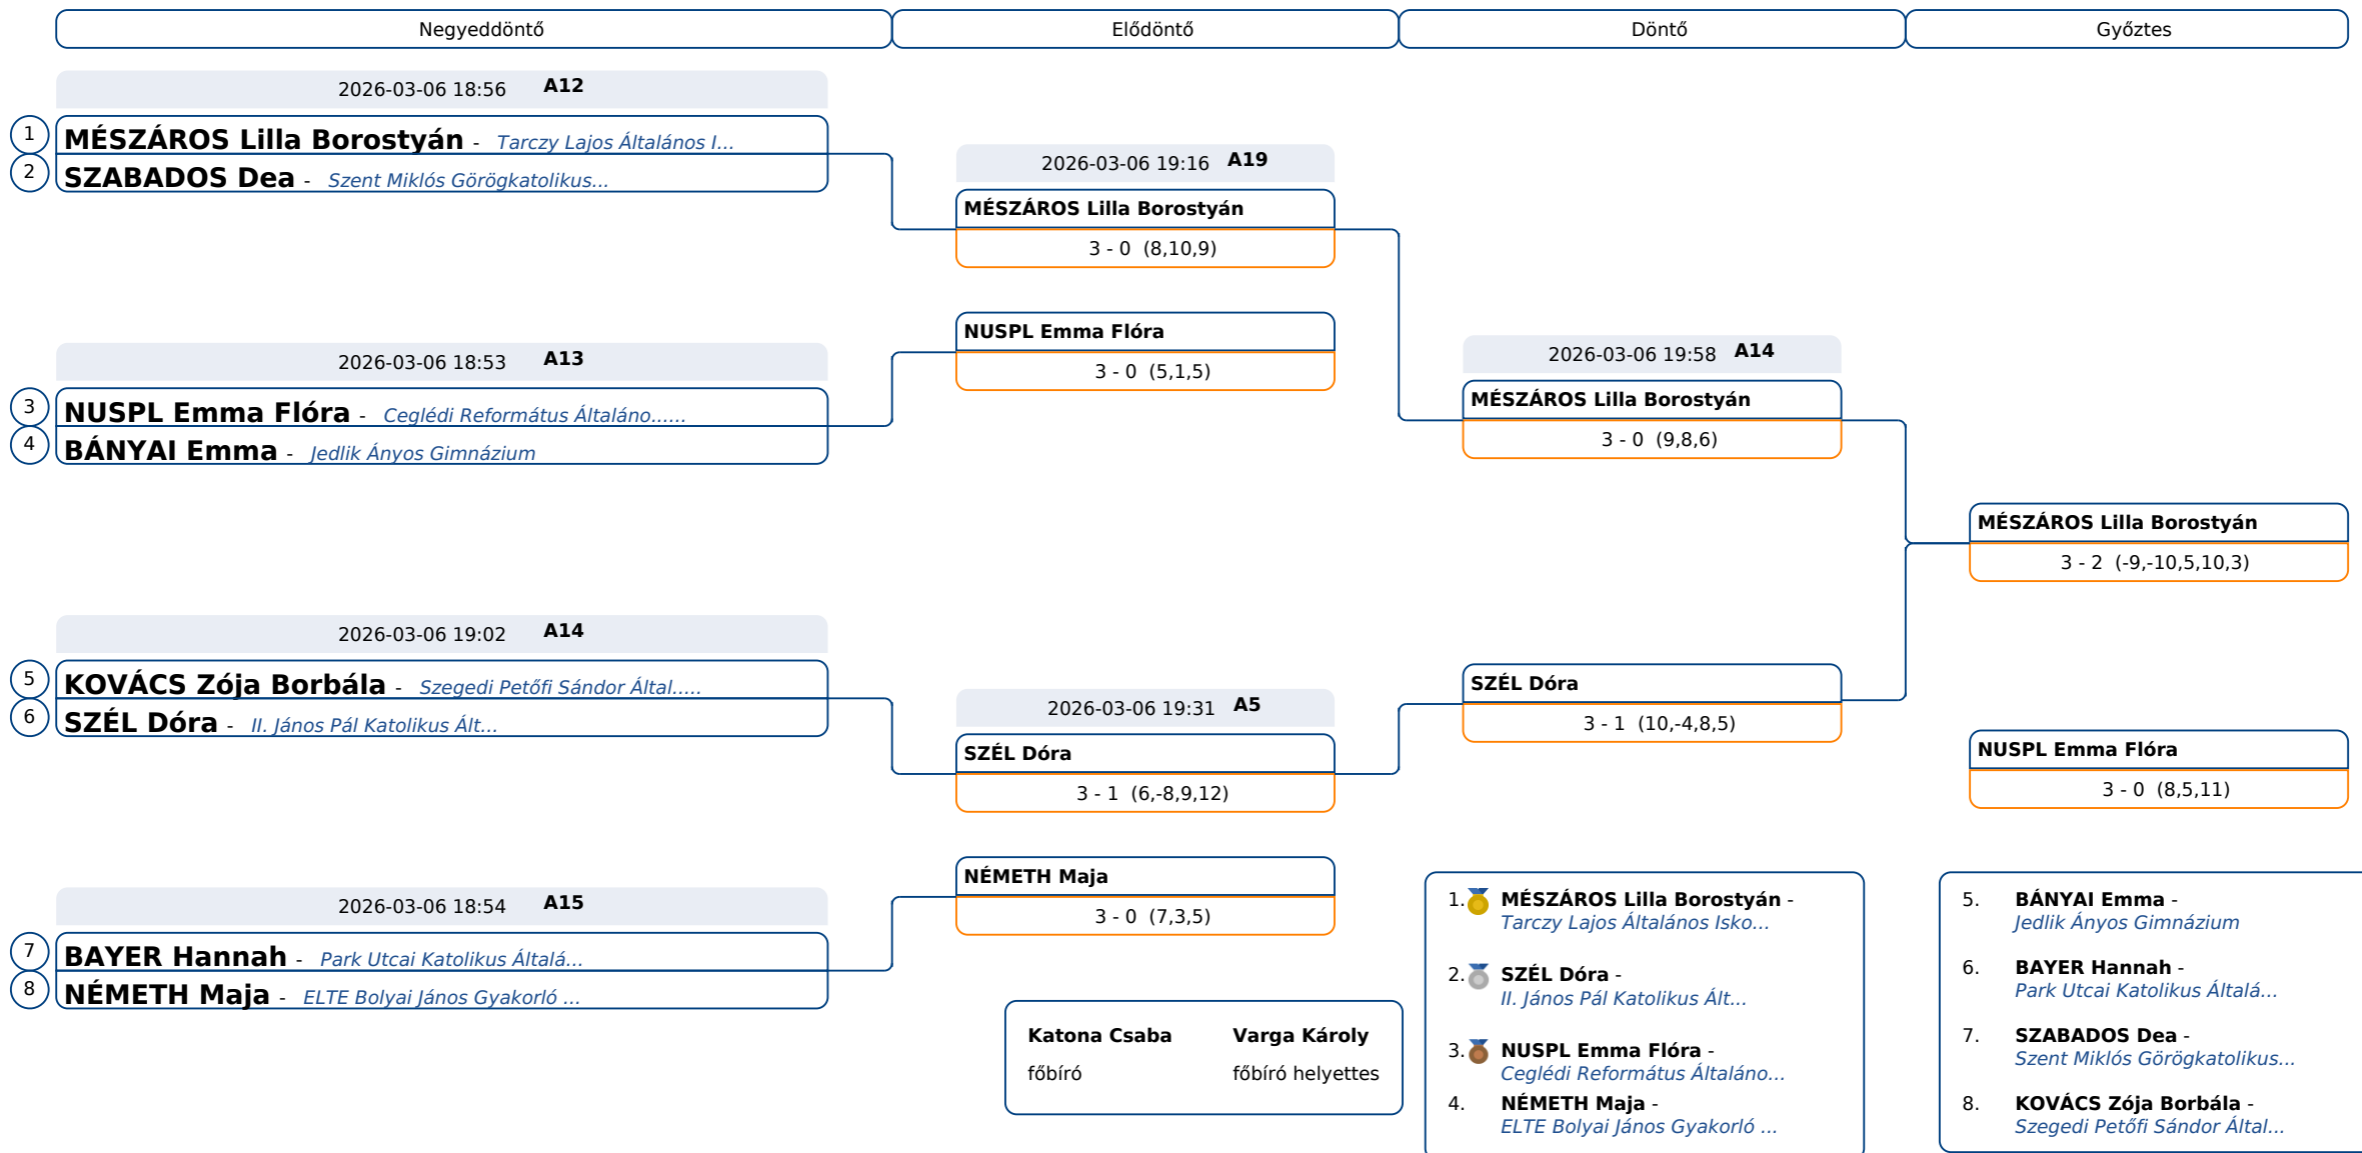 Negyeddöntő
Elődöntő
Döntő
Győztes
2026-03-06 18:56 A12
1 MÉSZÁROS Lilla Borostyán - Tarczy Lajos Általános I...
2 SZABADOS Dea - Szent Miklós Görögkatolikus...
2026-03-06 19:16 A19
MÉSZÁROS Lilla Borostyán
3 - 0 (8,10,9)
NUSPL Emma Flóra
3 - 0 (5,1,5)
2026-03-06 18:53 A13
3 NUSPL Emma Flóra - Ceglédi Református Általáno......
4 BÁNYAI Emma - Jedlik Ányos Gimnázium
2026-03-06 19:58 A14
MÉSZÁROS Lilla Borostyán
3 - 0 (9,8,6)
MÉSZÁROS Lilla Borostyán
3 - 2 (-9,-10,5,10,3)
2026-03-06 19:02 A14
5 KOVÁCS Zója Borbála - Szegedi Petőfi Sándor Által.....
6 SZÉL Dóra - II. János Pál Katolikus Ált...
2026-03-06 19:31 A5
SZÉL Dóra
3 - 1 (6,-8,9,12)
SZÉL Dóra
3 - 1 (10,-4,8,5)
NUSPL Emma Flóra
3 - 0 (8,5,11)
2026-03-06 18:54 A15
7 BAYER Hannah - Park Utcai Katolikus Általá...
8 NÉMETH Maja - ELTE Bolyai János Gyakorló ...
NÉMETH Maja
3 - 0 (7,3,5)
Katona Csaba
főbíró
Varga Károly
főbíró helyettes
1. MÉSZÁROS Lilla Borostyán -
Tarczy Lajos Általános Isko...
2. SZÉL Dóra -
II. János Pál Katolikus Ált...
3. NUSPL Emma Flóra -
Ceglédi Református Általáno...
4. NÉMETH Maja -
ELTE Bolyai János Gyakorló ...
5. BÁNYAI Emma -
Jedlik Ányos Gimnázium
6. BAYER Hannah -
Park Utcai Katolikus Általá...
7. SZABADOS Dea -
Szent Miklós Görögkatolikus...
8. KOVÁCS Zója Borbála -
Szegedi Petőfi Sándor Által...